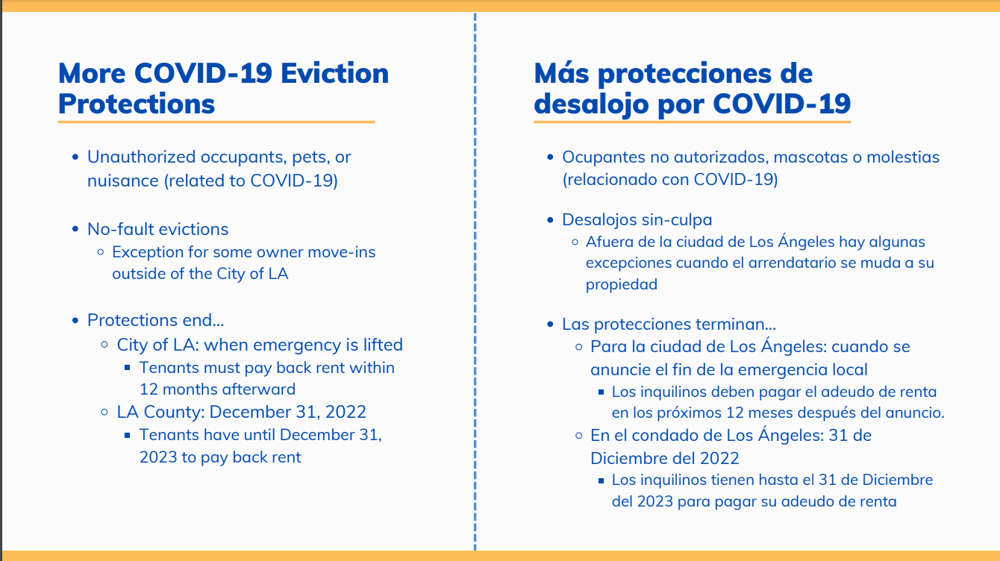 More COVID-19 Eviction
Protections
• Unauthorized occupants, pets, or
nuisance (related to COVID-19)
• No-fault evictions
○ Exception for some owner move-ins
outside of the City of LA
• Protections end...
○ City of LA: when emergency is lifted
▪ Tenants must pay back rent within
12 months afterward
○ LA County: December 31, 2022
▪ Tenants have until December 31,
2023 to pay back rent
Más protecciones de
desalojo por COVID-19
• Ocupantes no autorizados, mascotas o molestias
(relacionado con COVID-19)
• Desalojos sin-culpa
○ Afuera de la ciudad de Los Ángeles hay algunas
excepciones cuando el arrendatario se muda a su
propiedad
• Las protecciones terminan...
○ Para la ciudad de Los Ángeles: cuando se
anuncie el fin de la emergencia local
▪ Los inquilinos deben pagar el adeudo de renta
en los próximos 12 meses después del anuncio.
○ En el condado de Los Ángeles: 31 de
Diciembre del 2022
▪ Los inquilinos tienen hasta el 31 de Diciembre
del 2023 para pagar su adeudo de renta